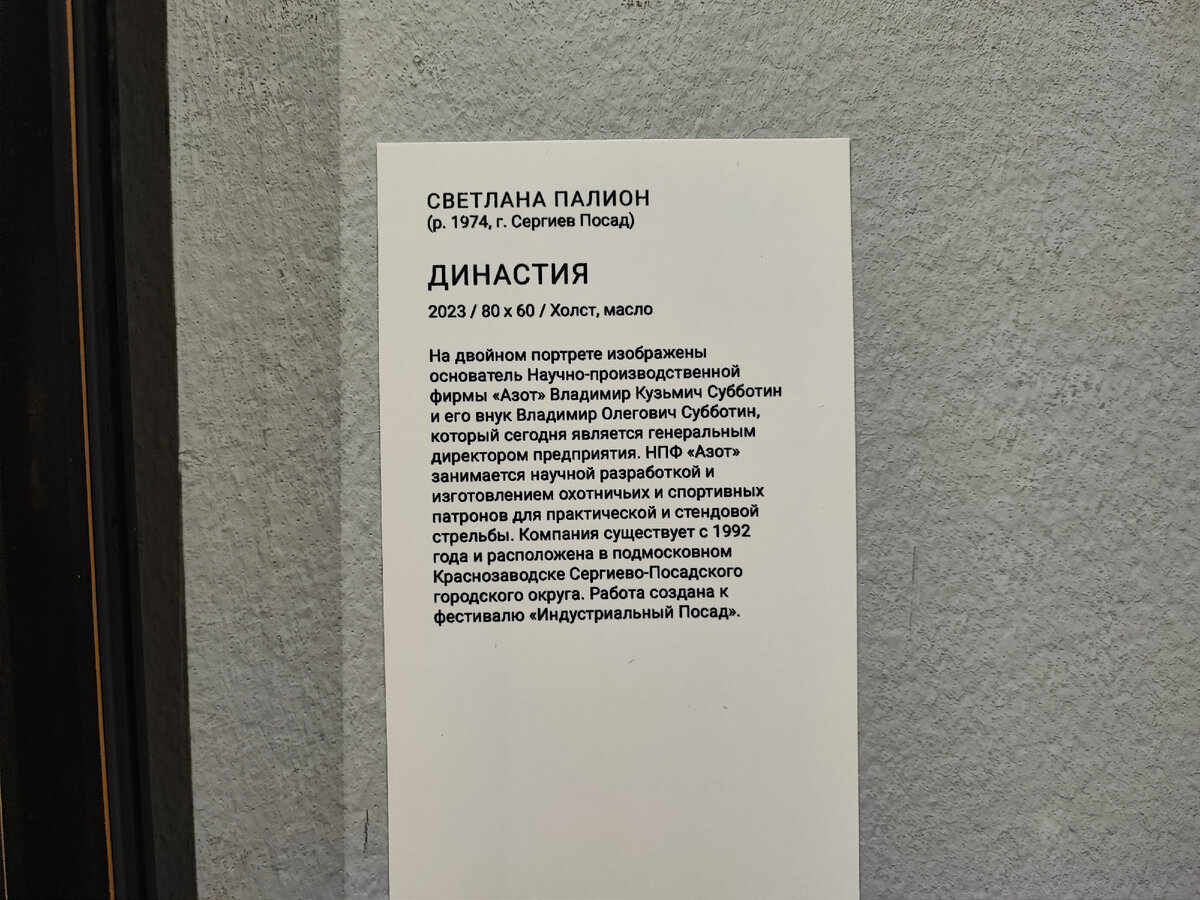 СВЕТЛАНА ПАЛИОН
(р. 1974, г. Сергиев Посад)
ДИНАСТИЯ
2023 / 80 х 60 / Холст, масло
На двойном портрете изображены
основатель Научно-производственной
фирмы «Азот» Владимир Кузьмич Субботин
и его внук Владимир Олегович Субботин,
который сегодня является генеральным
директором предприятия. НПФ «Азот»
занимается научной разработкой и
изготовлением охотничьих и спортивных
патронов для практической и стендовой
стрельбы. Компания существует с 1992
года и расположена в подмосковном
Краснозаводске Сергиево-Посадского
городского округа. Работа создана к
фестивалю «Индустриальный Посад».